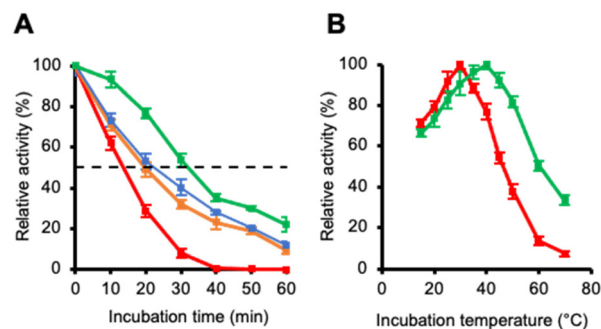 A
Relative activity (%)
100
80
60
40
20
0
0 10 20 30 40 50 60
Incubation time (min)
B
Relative activity (%)
100
80
60
40
20
0
0 20 40 60 80
Incubation temperature (°C)